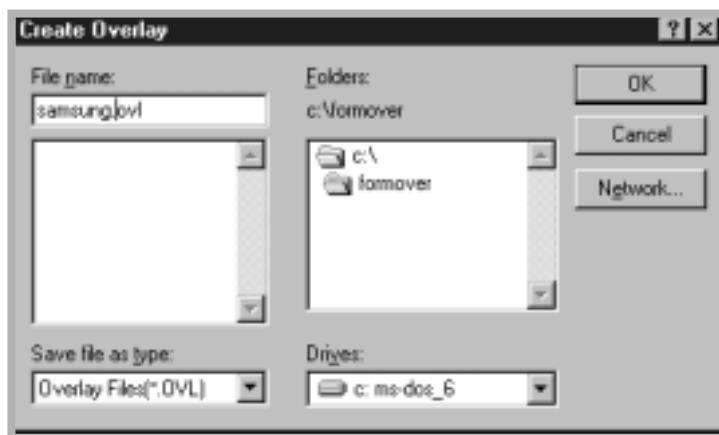 Create Overlay
File name:
samsung.ovl
Folders:
c:\formover
c:\
formover
OK
Cancel
Network...
Save file as type:
Overlay Files(*.OVL)
Drives:
c: ms-dos_6